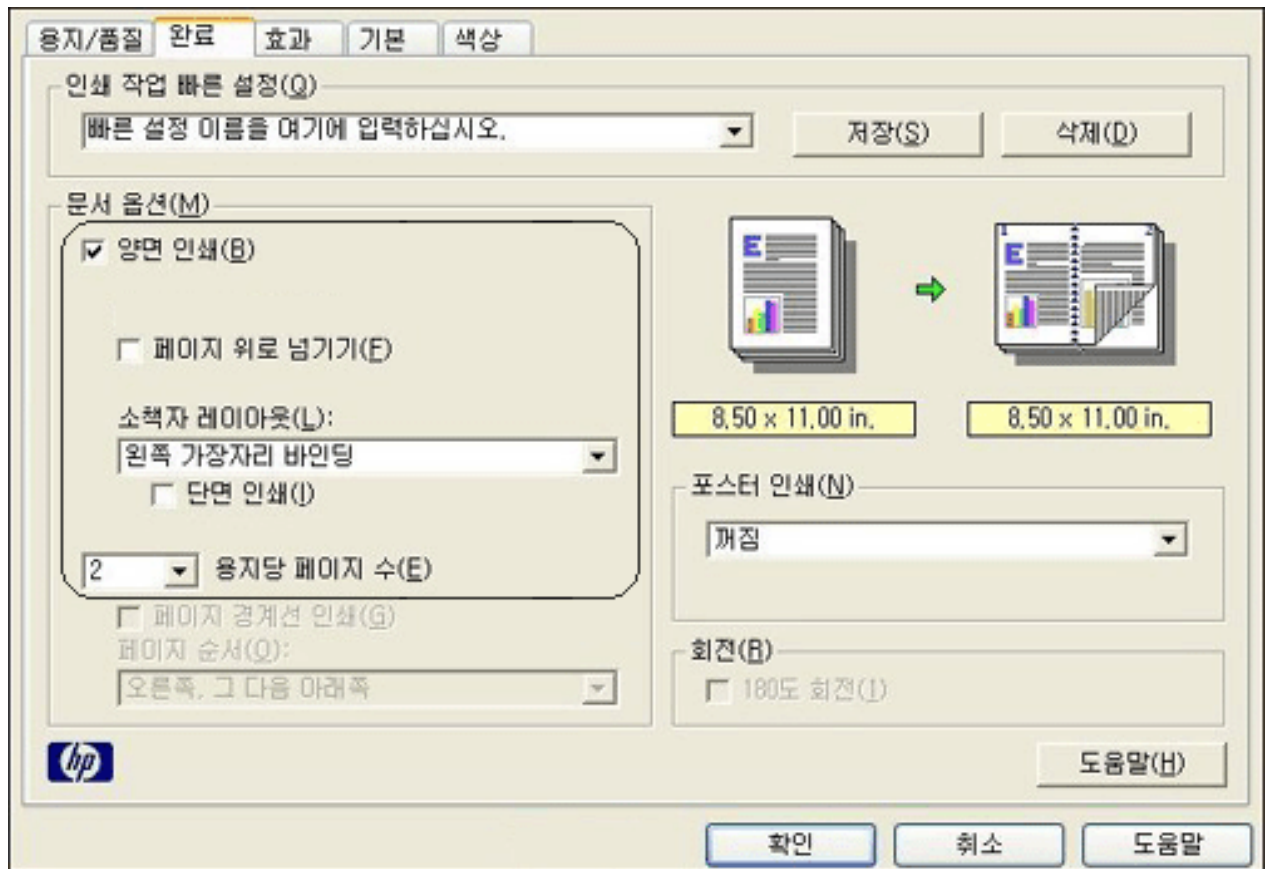 용지/품질 완료 효과 기본 색상
인쇄 작업 빠른 설정(Q)
빠른 설정 이름을 여기에 입력하십시오. 저장(S) 삭제(D)
문서 옵션(M)
양면 인쇄(B)
페이지 위로 넘기기(F)
소책자 레이아웃(L):
왼쪽 가장자리 바인딩
단면 인쇄(I)
2 용지당 페이지 수(E)
페이지 경계선 인쇄(G)
페이지 순서(O):
오른쪽, 그 다음 아래쪽
E
1 2
E
8.50 x 11.00 in. 8.50 x 11.00 in.
포스터 인쇄(N)
꺼짐
회전(R)
180도 회전(I)
hp
도움말(H)
확인 취소 도움말